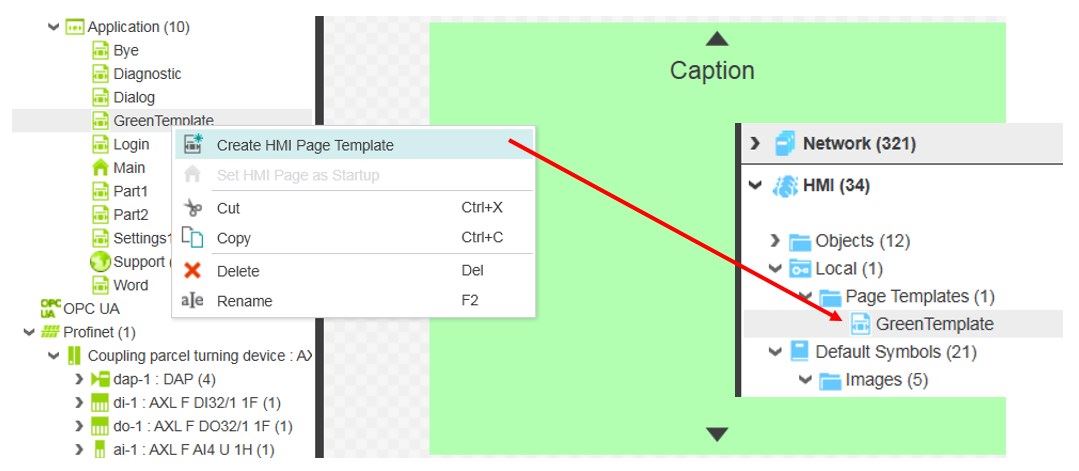 Application (10)
Bye
Diagnostic
Dialog
GreenTemplate
Login
Main
Part1
Part2
Settings1
Support (
Word
OPC UA
OPC UA
Profinet (1)
Coupling parcel turning device : AX
dap-1 : DAP (4)
di-1 : AXL F DI32/1 1F (1)
do-1 : AXL F DO32/1 1F (1)
ai-1 : AXL F AI4 U 1H (1)
Create HMI Page Template
Set HMI Page as Startup
Cut Ctrl+X
Copy Ctrl+C
Delete Del
aIe Rename F2
Caption
Network (321)
HMI (34)
Objects (12)
Local (1)
Page Templates (1)
GreenTemplate
Default Symbols (21)
Images (5)